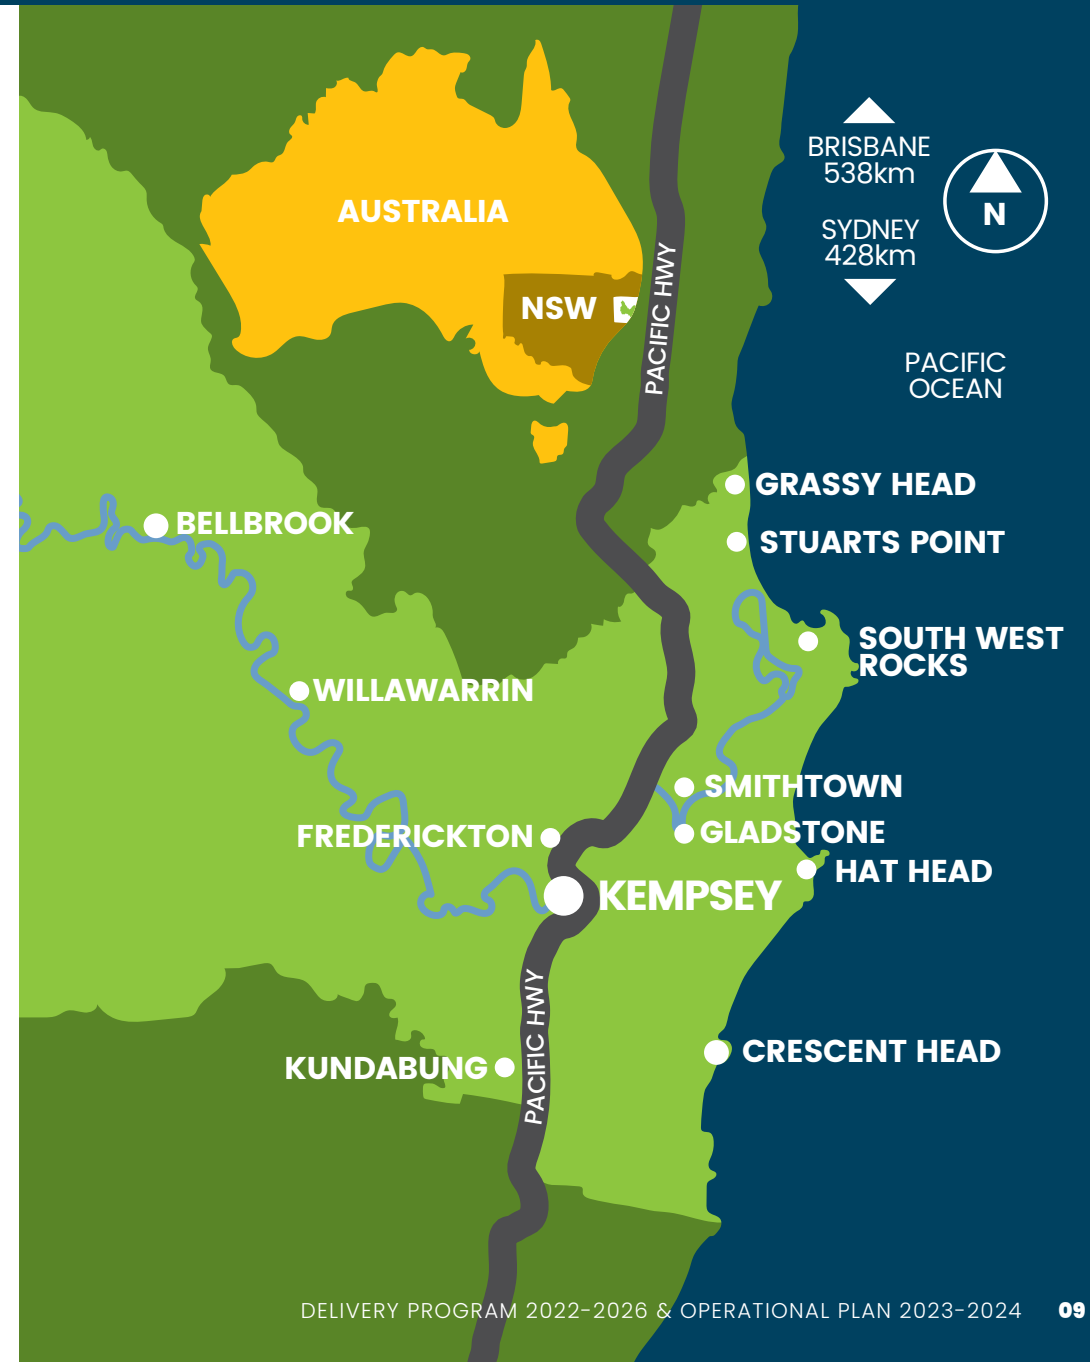 BRISBANE
538km
N
AUSTRALIA
SYDNEY
428km
NSW
PACIFIC HWY
PACIFIC
OCEAN
GRASSY HEAD
BELLBROOK
STUARTS POINT
SOUTH WEST
ROCKS
WILLAWARRIN
SMITHTOWN
FREDERICKTON
GLADSTONE
HAT HEAD
KEMPSEY
PACIFIC HWY
CRESCENT HEAD
KUNDABUNG
DELIVERY PROGRAM 2022-2026 & OPERATIONAL PLAN 2023-2024 09